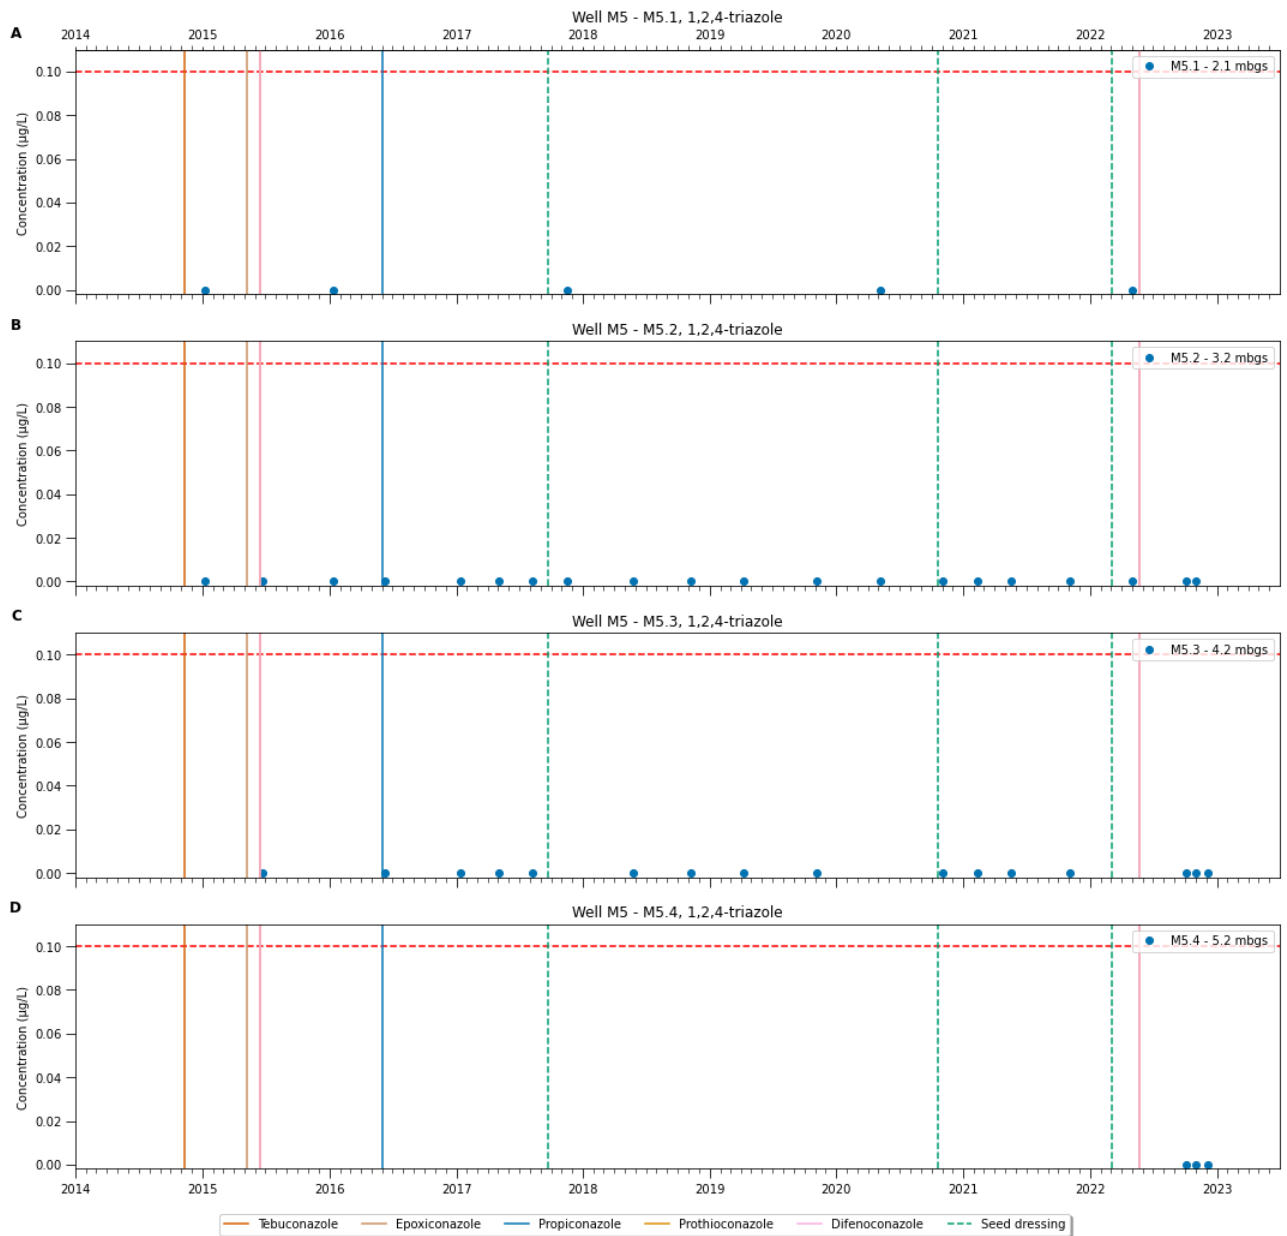 Well M5 - M5.1, 1,2,4-triazole
A
2014 2015 2016 2017 2018 2019 2020 2021 2022 2023
0.10
0.08
0.06
0.04
0.02
0.00
Concentration (µg/L)
M5.1 - 2.1 mbgs
B
Well M5 - M5.2, 1,2,4-triazole
0.10
0.08
0.06
0.04
0.02
0.00
Concentration (µg/L)
M5.2 - 3.2 mbgs
C
Well M5 - M5.3, 1,2,4-triazole
0.10
0.08
0.06
0.04
0.02
0.00
Concentration (µg/L)
M5.3 - 4.2 mbgs
D
Well M5 - M5.4, 1,2,4-triazole
0.10
0.08
0.06
0.04
0.02
0.00
Concentration (µg/L)
M5.4 - 5.2 mbgs
2014 2015 2016 2017 2018 2019 2020 2021 2022 2023
Tebuconazole Epoxiconazole Propiconazole Prothioconazole Difenoconazole Seed dressing